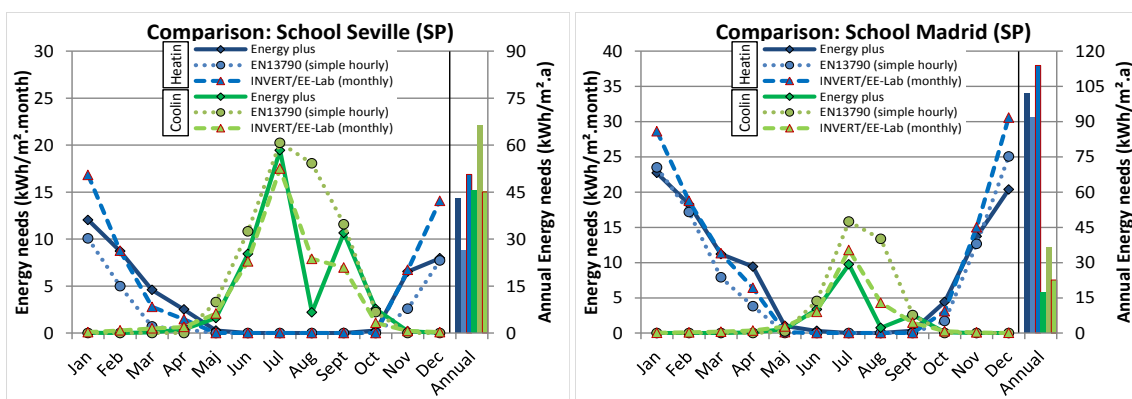 Comparison: School Seville (SP)
Heatin
Energy plus
EN13790 (simple hourly)
INVERT/EE-Lab (monthly)
Coolin
Energy plus
EN13790 (simple hourly)
INVERT/EE-Lab (monthly)
Energy needs (kWh/m².month)
30
25
20
15
10
5
0
Annual Energy needs (kWh/m².a)
90
75
60
45
30
15
0
Jan Feb Mar Apr Maj Jun Jul Aug Sept Oct Nov Dec Annual
Comparison: School Madrid (SP)
Heatin
Energy plus
EN13790 (simple hourly)
INVERT/EE-Lab (monthly)
Coolin
Energy plus
EN13790 (simple hourly)
INVERT/EE-Lab (monthly)
Energy needs (kWh/m².month)
40
35
30
25
20
15
10
5
0
Annual Energy needs (kWh/m².a)
120
105
90
75
60
45
30
15
0
Jan Feb Mar Apr Maj Jun Jul Aug Sept Oct Nov Dec Annual